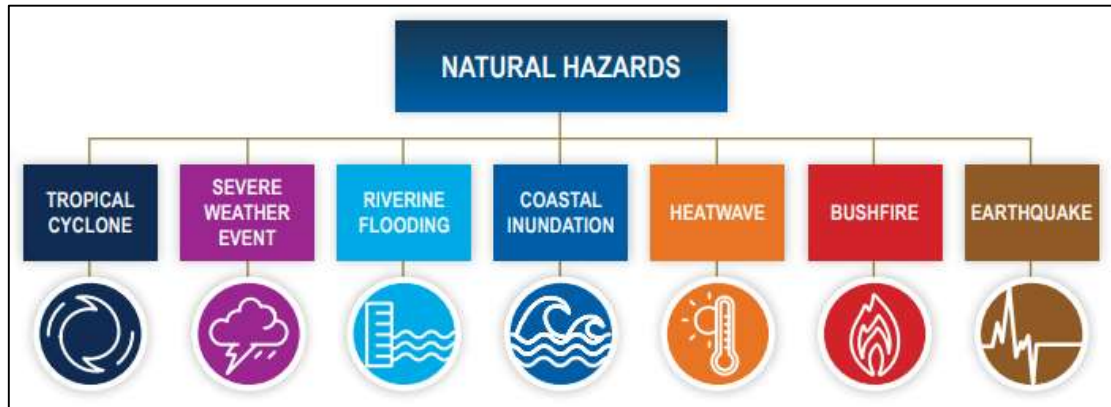 NATURAL HAZARDS
TROPICAL
CYCLONE
SEVERE
WEATHER
EVENT
RIVERINE
FLOODING
COASTAL
INUNDATION
HEATWAVE
BUSHFIRE
EARTHQUAKE